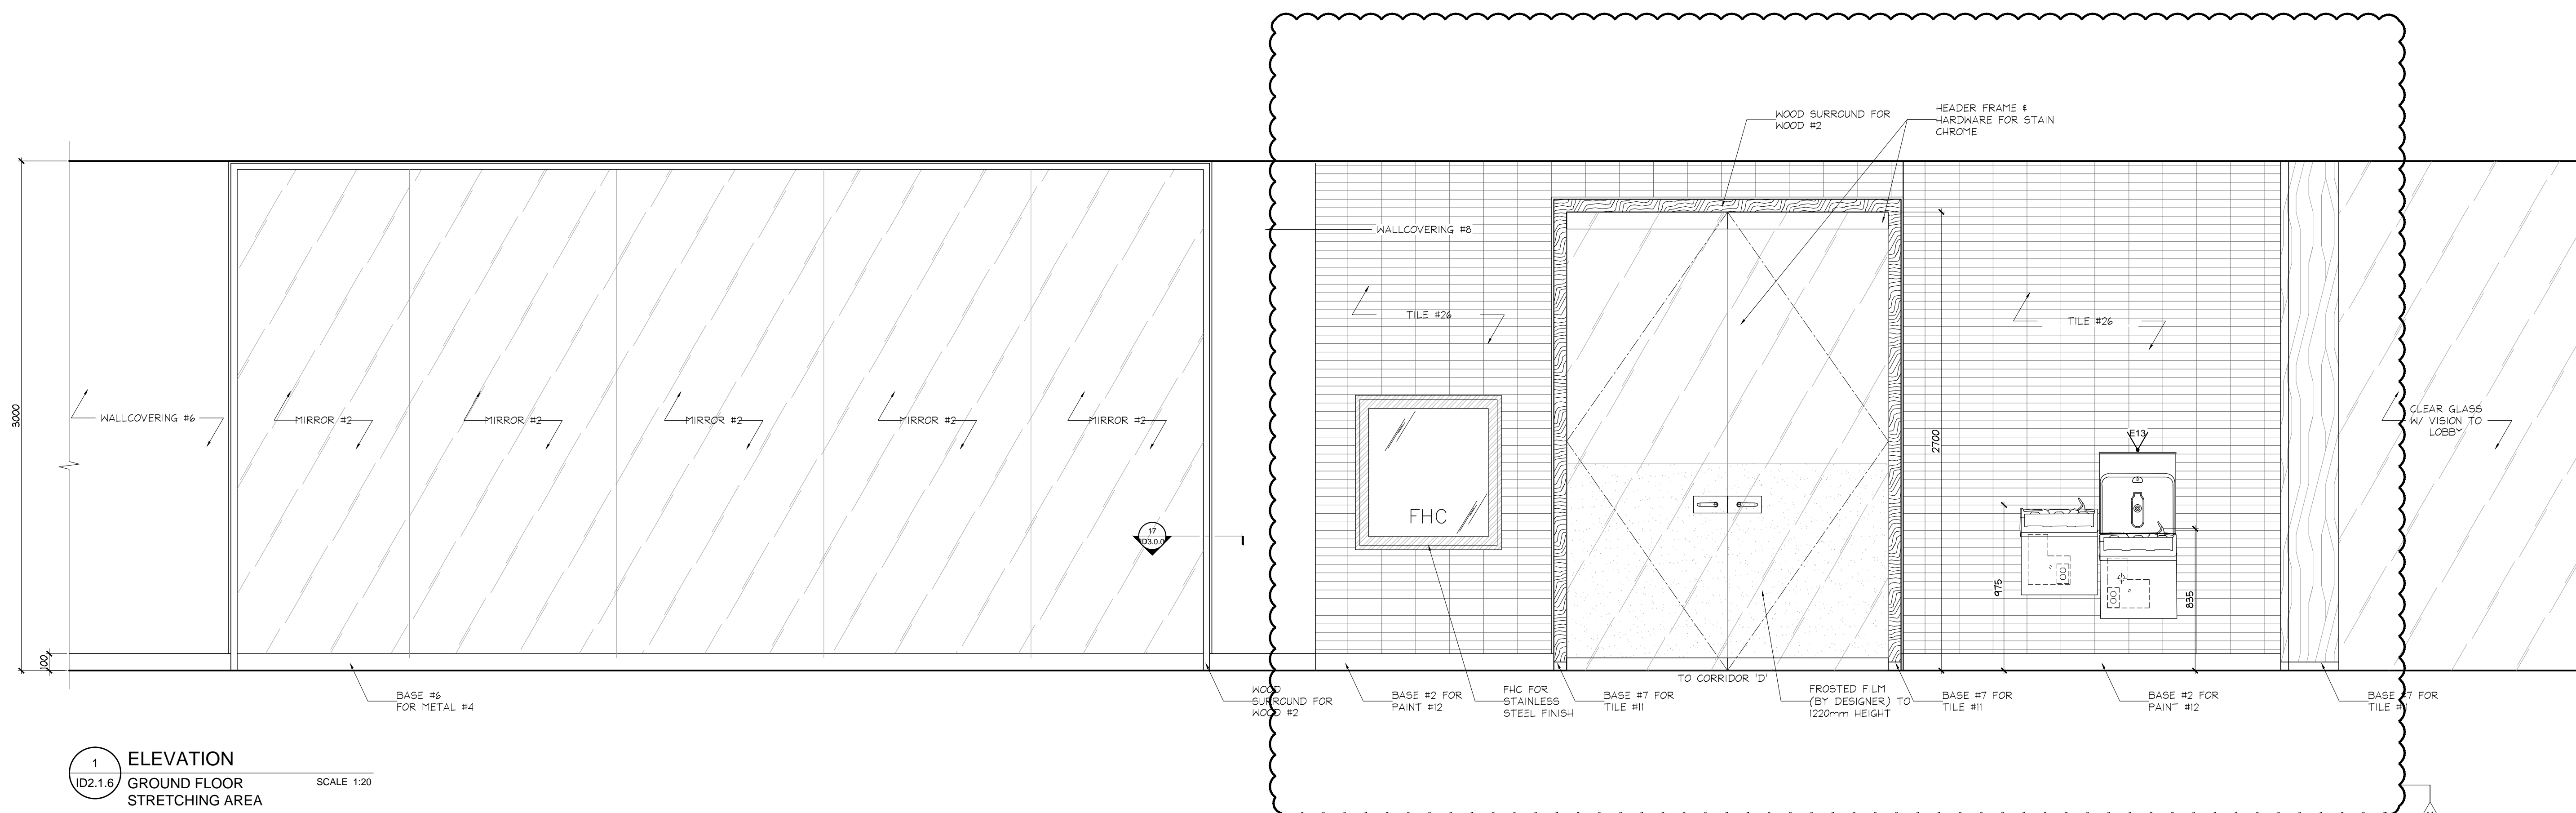 WOOD SURROUND FOR
WOOD #2
HEADER FRAME &
HARDWARE FOR STAIN
CHROME
WALLCOVERING #8
TILE #26
TILE #26
3000
2700
WALLCOVERING #6
MIRROR #2
MIRROR #2
MIRROR #2
MIRROR #2
MIRROR #2
CLEAR GLASS
W/ VISION TO
LOBBY
E13
FHC
17
ID3.0.0
975
835
100
TO CORRIDOR 'D'
BASE #6
FOR METAL #4
WOOD
SURROUND FOR
WOOD #2
BASE #2 FOR
PAINT #12
FHC FOR
STAINLESS
STEEL FINISH
BASE #7 FOR
TILE #11
FROSTED FILM
(BY DESIGNER) TO
1220mm HEIGHT
BASE #7 FOR
TILE #11
BASE #2 FOR
PAINT #12
BASE #7 FOR
TILE #11
1
ID2.1.6
ELEVATION
GROUND FLOOR
STRETCHING AREA
SCALE 1:20